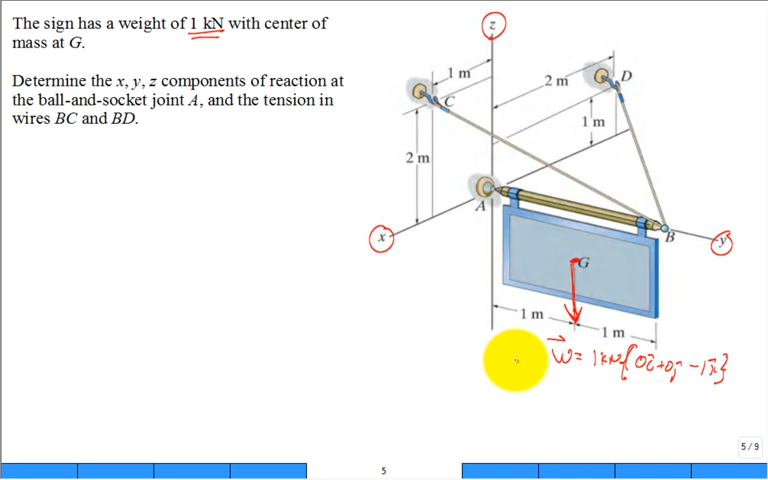 The sign has a weight of 1 kN with center of
mass at G.
Determine the x, y, z components of reaction at
the ball-and-socket joint A, and the tension in
wires BC and BD.
z
1 m
2 m
D
C
1 m
2 m
A
x
B
y
G
1 m
1 m
W = 1kN{0i+0j-1k}
5 / 9
5